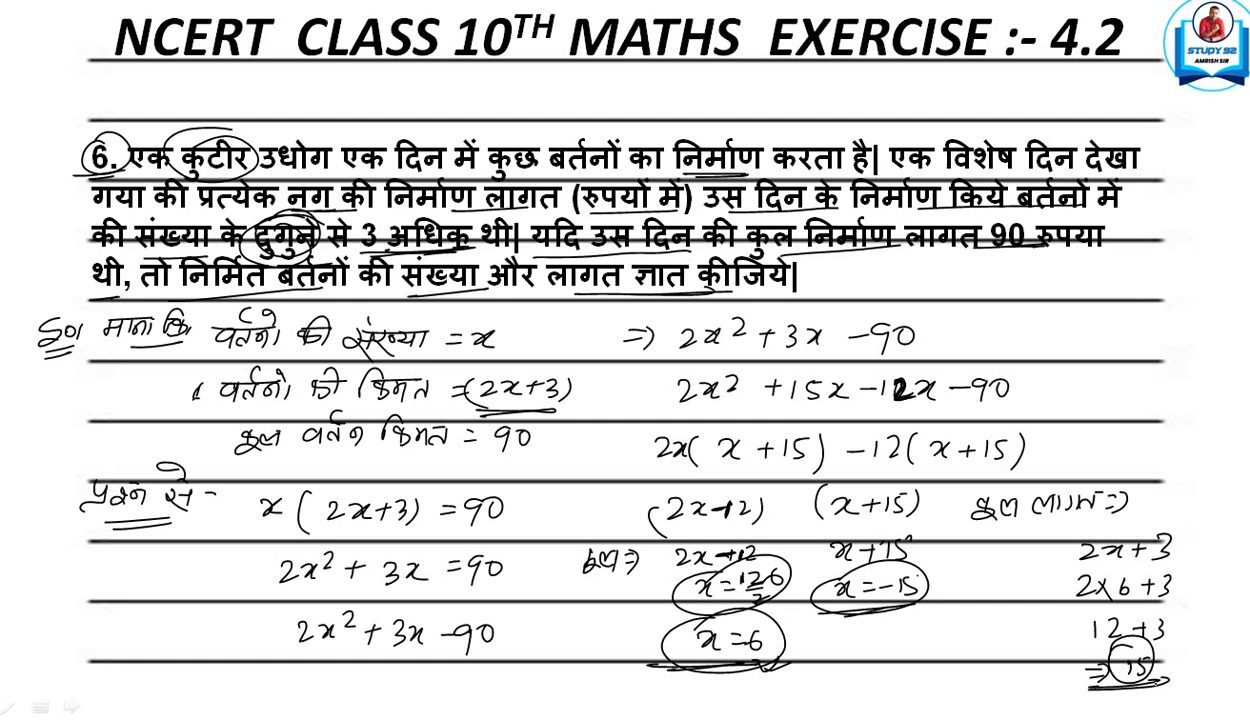 NCERT CLASS 10TH MATHS EXERCISE :- 4.2
STUDY 92
AMRISH SIR
6. एक कुटीर उधोग एक दिन में कुछ बर्तनों का निर्माण करता है| एक विशेष दिन देखा
गया की प्रत्येक नग की निर्माण लागत (रुपयों में) उस दिन के निर्माण किये बर्तनों में
की संख्या के दुगुने से 3 अधिक थी| यदि उस दिन की कुल निर्माण लागत 90 रुपया
थी, तो निर्मित बर्तनों की संख्या और लागत ज्ञात कीजिये|
हल माना कि बर्तनों की संख्या = x
बर्तनों की किमत = (2x+3)
कुल बर्तन किमत = 90
प्रश्न से -
x ( 2x+3) = 90
2x² + 3x = 90
2x² + 3x - 90
=> 2x² + 3x - 90
2x² + 15x - 12x - 90
2x( x + 15) - 12( x + 15)
(2x-12) (x+15)
2x-12
x = 12/2 6
x = 6
x+15
x = -15
कुल लागत =>
2x+3
2x6+3
12+3
=> 15